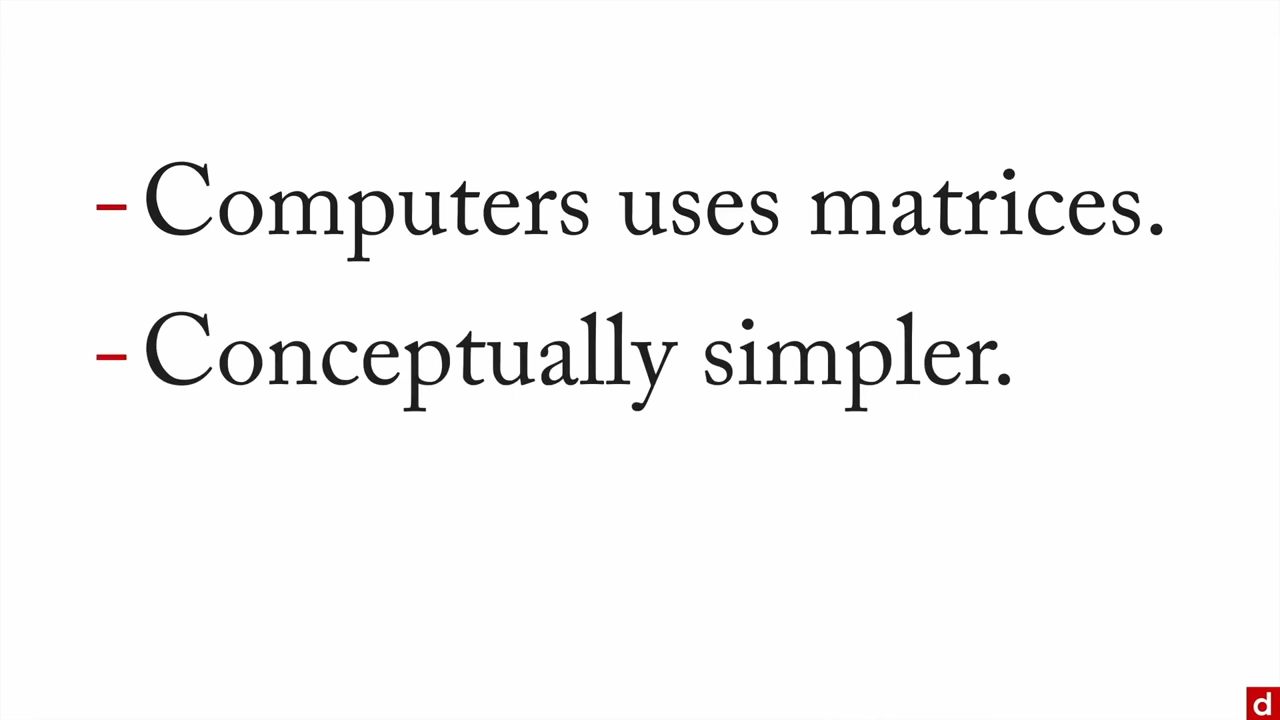 - Computers uses matrices.
- Conceptually simpler.
d